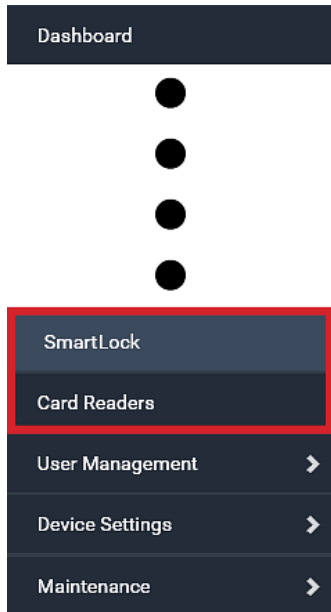 Dashboard
SmartLock
Card Readers
User Management
Device Settings
Maintenance